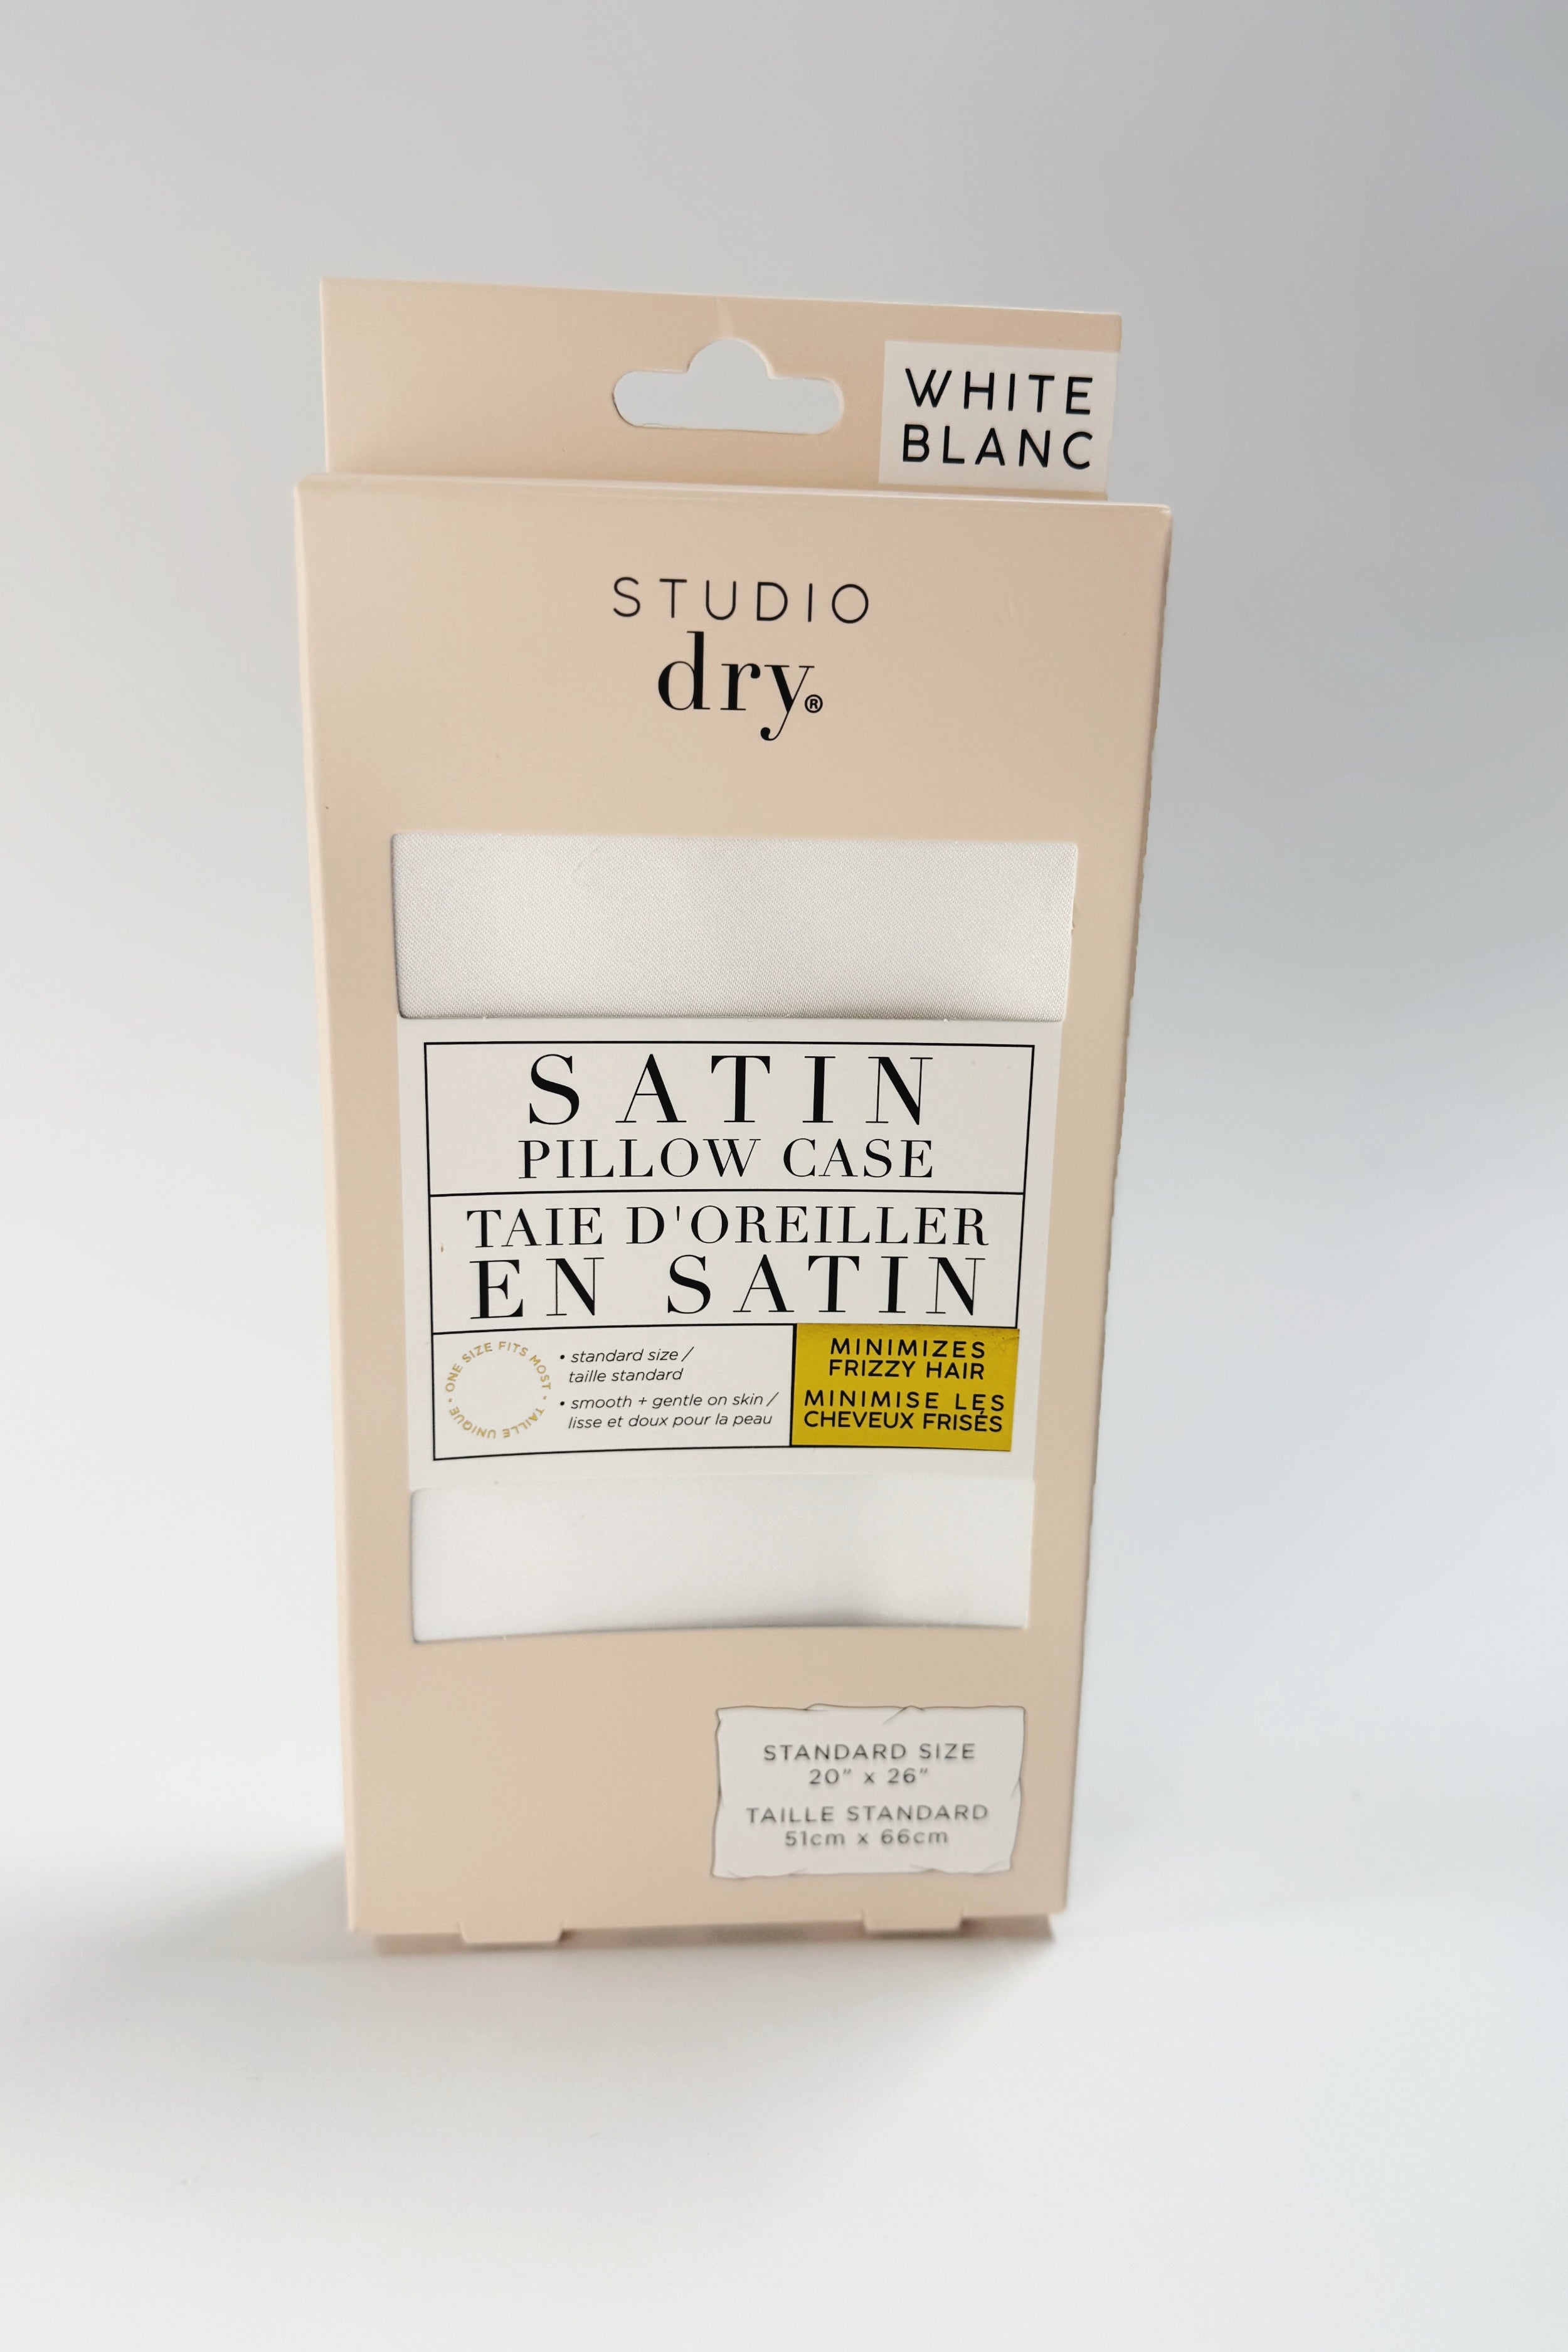 WHITE
BLANC
STUDIO
dry®
SATIN
PILLOW CASE
TAIE D'OREILLER
EN SATIN
ONE SIZE FITS MOST • TAILLE UNIQUE •
• standard size /
taille standard
• smooth + gentle on skin /
lisse et doux pour la peau
MINIMIZES
FRIZZY HAIR
MINIMISE LES
CHEVEUX FRISÉS
STANDARD SIZE
20" x 26"
TAILLE STANDARD
51cm x 66cm